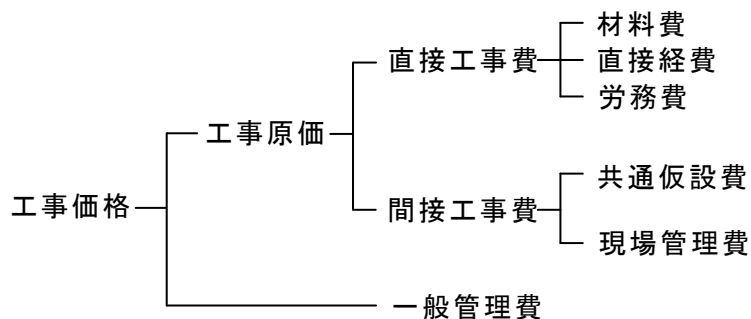 材料費
直接工事費
直接経費
労務費
工事原価
共通仮設費
工事価格
間接工事費
現場管理費
一般管理費